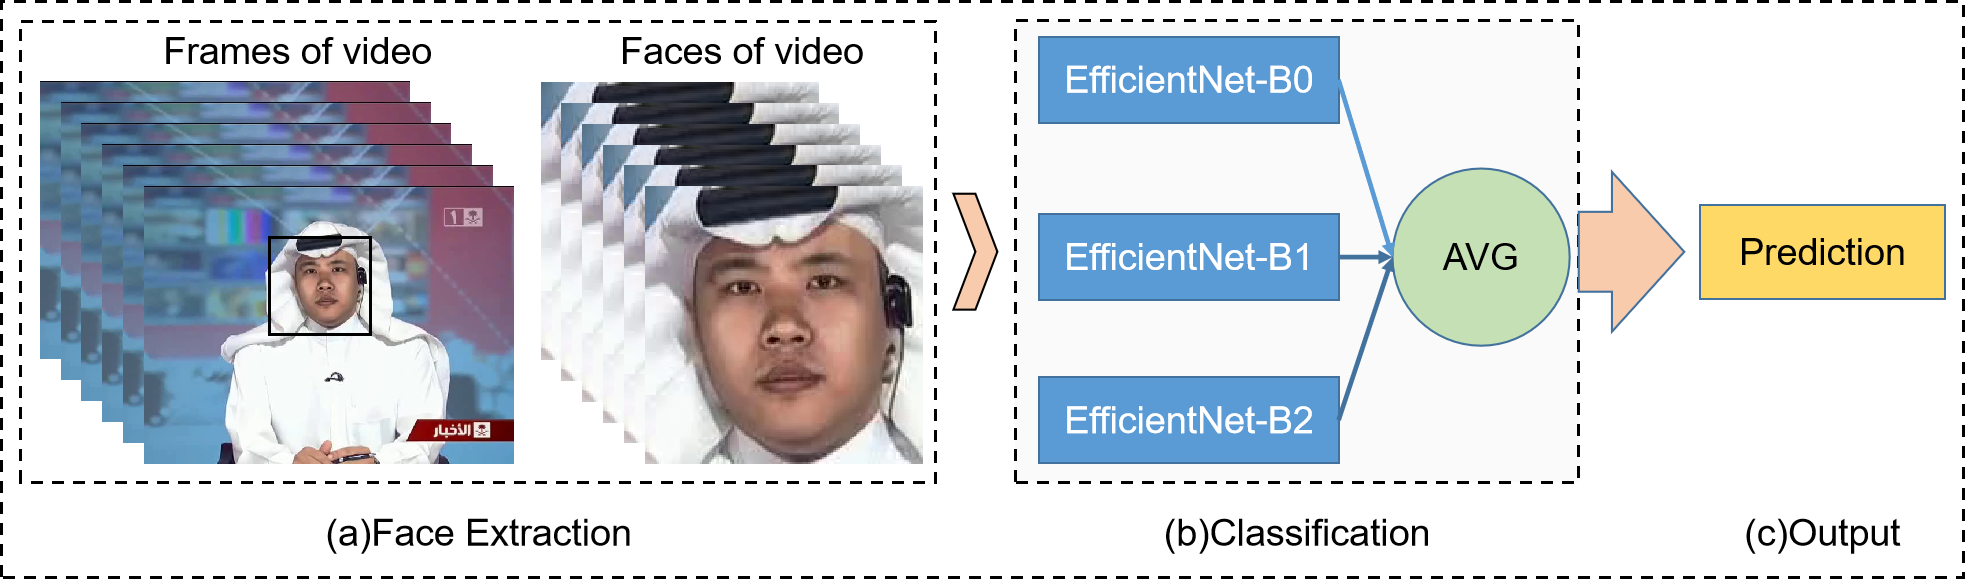 Frames of video
Faces of video
١
الأخبار
EfficientNet-B0
EfficientNet-B1
EfficientNet-B2
AVG
Prediction
(a)Face Extraction
(b)Classification
(c)Output